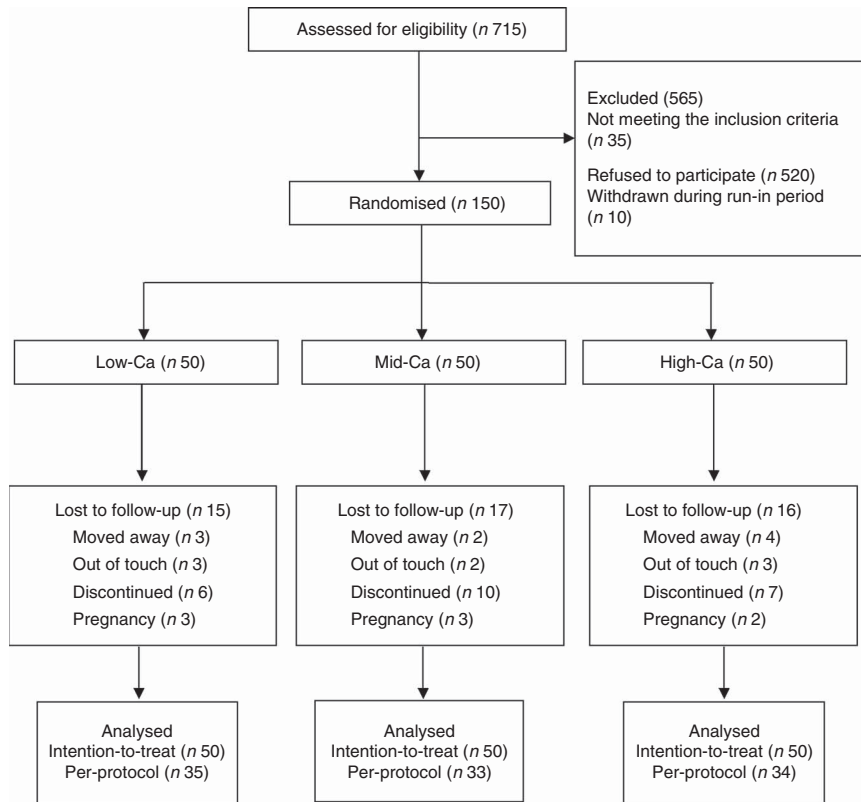 Assessed for eligibility (n 715)
Excluded (565)
Not meeting the inclusion criteria
(n 35)
Refused to participate (n 520)
Withdrawn during run-in period
(n 10)
Randomised (n 150)
Low-Ca (n 50)
Mid-Ca (n 50)
High-Ca (n 50)
Lost to follow-up (n 15)
Moved away (n 3)
Out of touch (n 3)
Discontinued (n 6)
Pregnancy (n 3)
Lost to follow-up (n 17)
Moved away (n 2)
Out of touch (n 2)
Discontinued (n 10)
Pregnancy (n 3)
Lost to follow-up (n 16)
Moved away (n 4)
Out of touch (n 3)
Discontinued (n 7)
Pregnancy (n 2)
Analysed
Intention-to-treat (n 50)
Per-protocol (n 35)
Analysed
Intention-to-treat (n 50)
Per-protocol (n 33)
Analysed
Intention-to-treat (n 50)
Per-protocol (n 34)